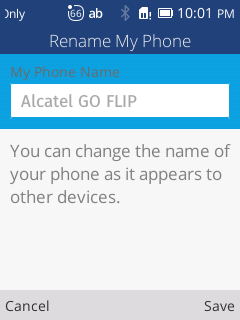 Only 66 ab 10:01 PM
Rename My Phone
My Phone Name
Alcatel GO FLIP
You can change the name of
your phone as it appears to
other devices.
Cancel Save